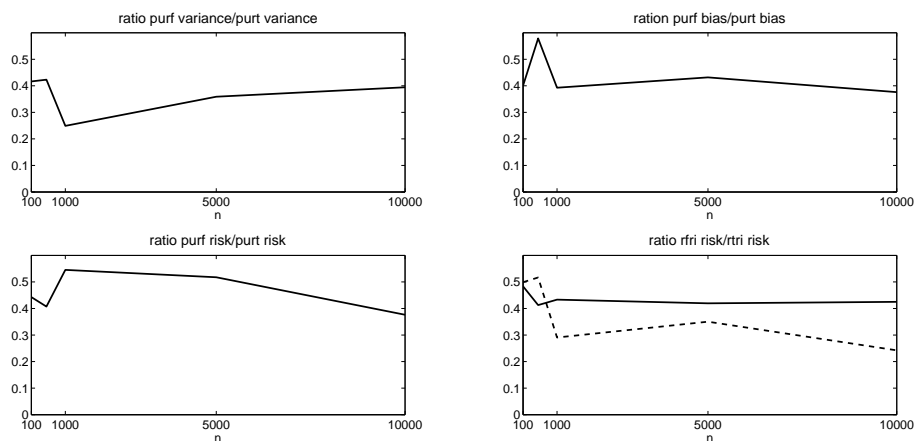 ratio purf variance/purt variance
0.5
0.4
0.3
0.2
0.1
0
100 1000 5000 10000
n
ration purf bias/purt bias
0.5
0.4
0.3
0.2
0.1
0
100 1000 5000 10000
n
ratio purf risk/purt risk
0.5
0.4
0.3
0.2
0.1
0
100 1000 5000 10000
n
ratio rfri risk/rtri risk
0.5
0.4
0.3
0.2
0.1
0
100 1000 5000 10000
n